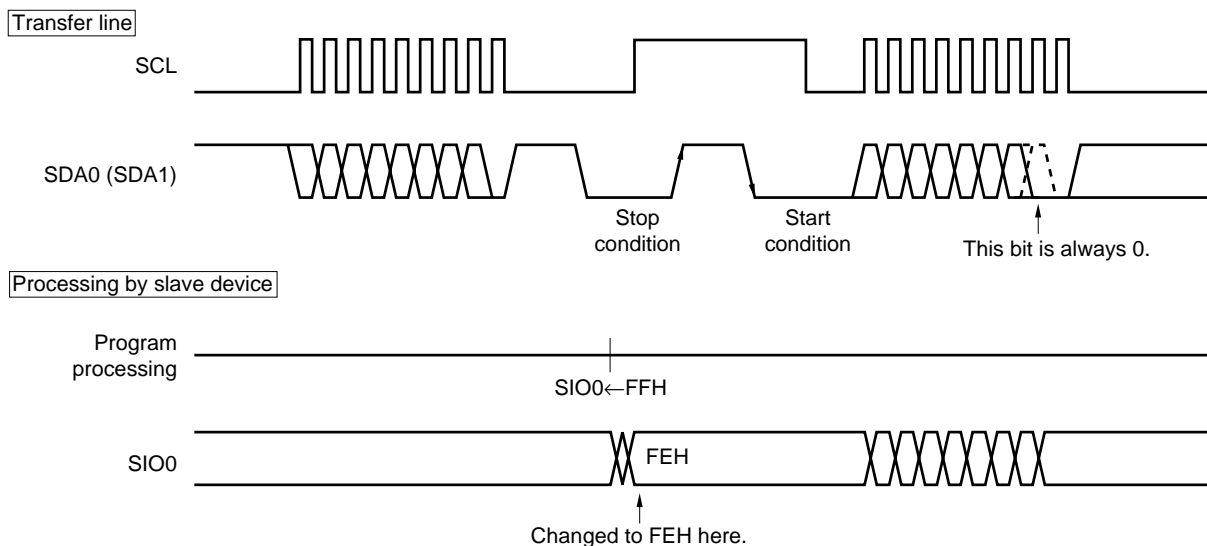 Transfer line
SCL
SDA0 (SDA1)
Stop
condition
Start
condition
This bit is always 0.
Processing by slave device
Program
processing
SIO0←FFH
SIO0
FEH
Changed to FEH here.